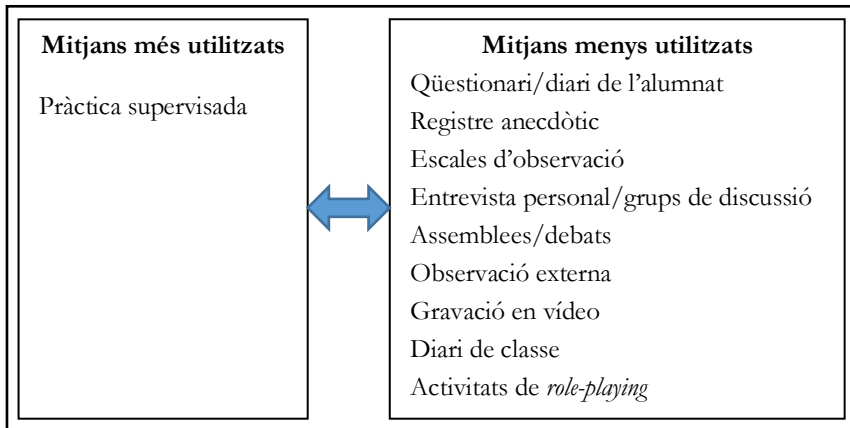 Mitjans més utilitzats
Pràctica supervisada
Mitjans menys utilitzats
Qüestionari/diari de l’alumnat
Registre anecdòtic
Escales d’observació
Entrevista personal/grups de discussió
Assemblees/debats
Observació externa
Gravació en vídeo
Diari de classe
Activitats de role-playing